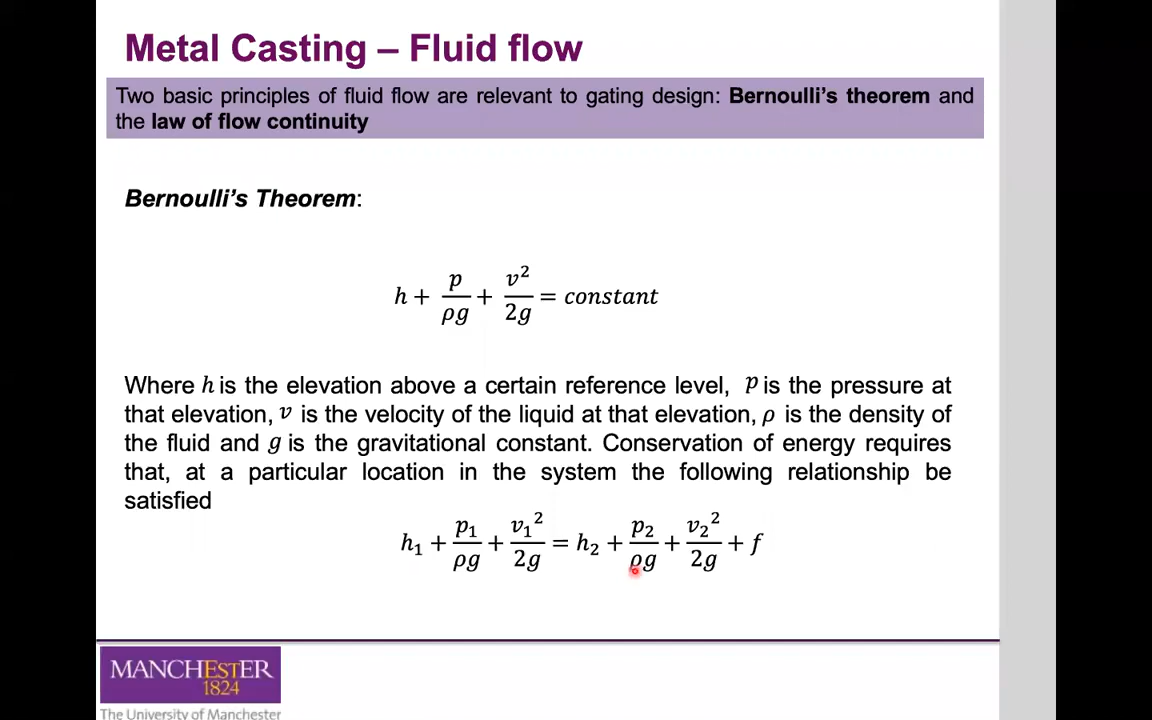 Metal Casting – Fluid flow
Two basic principles of fluid flow are relevant to gating design: Bernoulli’s theorem and
the law of flow continuity
Bernoulli’s Theorem:
h + p/ρg + v²/2g = constant
Where h is the elevation above a certain reference level, p is the pressure at
that elevation, v is the velocity of the liquid at that elevation, ρ is the density of
the fluid and g is the gravitational constant. Conservation of energy requires
that, at a particular location in the system the following relationship be
satisfied
h₁ + p₁/ρg + v₁²/2g = h₂ + p₂/ρg + v₂²/2g + f
MANCHESTER
1824
The University of Manchester